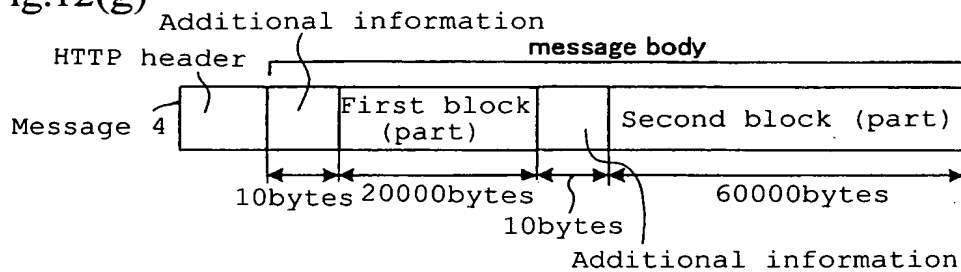 Additional information
HTTP header
message body
Message 4
First block
(part)
Second block (part)
10bytes
20000bytes
10bytes
60000bytes
Additional information